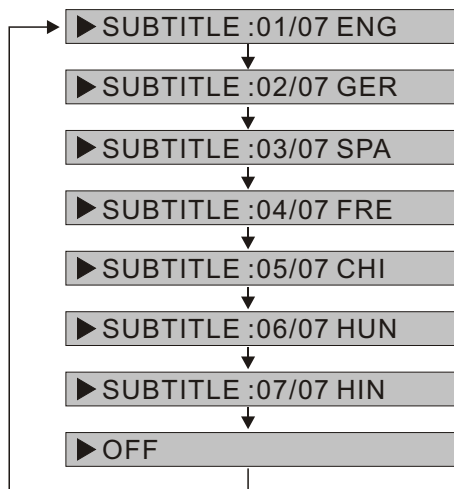 ▶SUBTITLE :01/07 ENG
▶SUBTITLE :02/07 GER
▶SUBTITLE :03/07 SPA
▶SUBTITLE :04/07 FRE
▶SUBTITLE :05/07 CHI
▶SUBTITLE :06/07 HUN
▶SUBTITLE :07/07 HIN
▶OFF